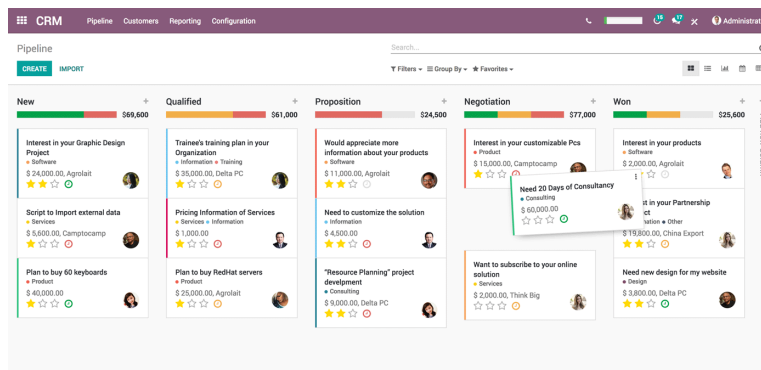 CRM Pipeline Customers Reporting Configuration 19 17 Administrat
Pipeline
Search...
CREATE IMPORT
Filters Group By Favorites
New +
$69,600
Interest in your Graphic Design
Project
Software
$ 24,000.00, Agrolait
Script to Import external data
Services
$ 5,600.00, Camptocamp
Plan to buy 60 keyboards
Product
$ 40,000.00
Qualified +
$61,000
Trainee's training plan in your
Organization
Information Training
$ 35,000.00, Delta PC
Pricing Information of Services
Services Information
$ 1,000.00
Plan to buy RedHat servers
Product
$ 25,000.00, Agrolait
Proposition +
$24,500
Would appreciate more
information about your products
Software
$ 11,000.00, Agrolait
Need to customize the solution
Information
$ 4,500.00
"Resource Planning" project
develpment
Consulting
$ 9,000.00, Delta PC
Negotiation +
$77,000
Interest in your customizable Pcs
Product
$ 15,000.00, Camptocamp
Need 20 Days of Consultancy
Consulting
$ 60,000.00
Want to subscribe to your online
solution
Services
$ 2,000.00, Think Big
Won +
$25,600
Interest in your products
Software
$ 2,000.00, Agrolait
st in your Partnership
ct
mation Other
$ 19,800.00, China Export
Need new design for my website
Design
$ 3,800.00, Delta PC
+